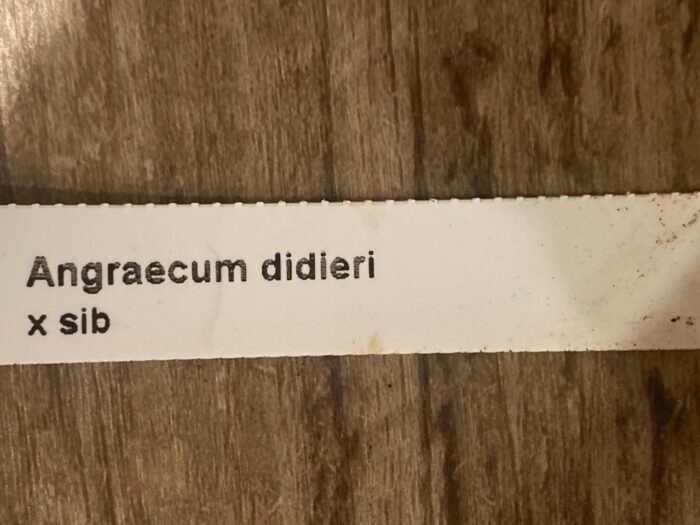 Angraecum didieri
x sib